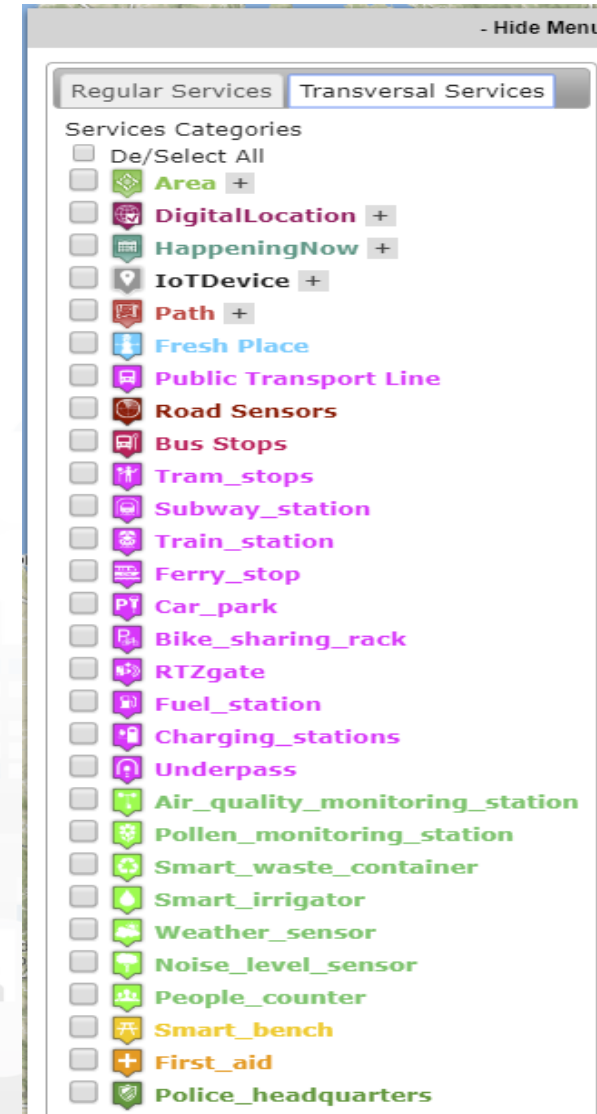 - Hide Menu
Regular Services Transversal Services
Services Categories
De/Select All
Area +
DigitalLocation +
HappeningNow +
IoTDevice +
Path +
Fresh Place
Public Transport Line
Road Sensors
Bus Stops
Tram_stops
Subway_station
Train_station
Ferry_stop
Car_park
Bike_sharing_rack
RTZgate
Fuel_station
Charging_stations
Underpass
Air_quality_monitoring_station
Pollen_monitoring_station
Smart_waste_container
Smart_irrigator
Weather_sensor
Noise_level_sensor
People_counter
Smart_bench
First_aid
Police_headquarters